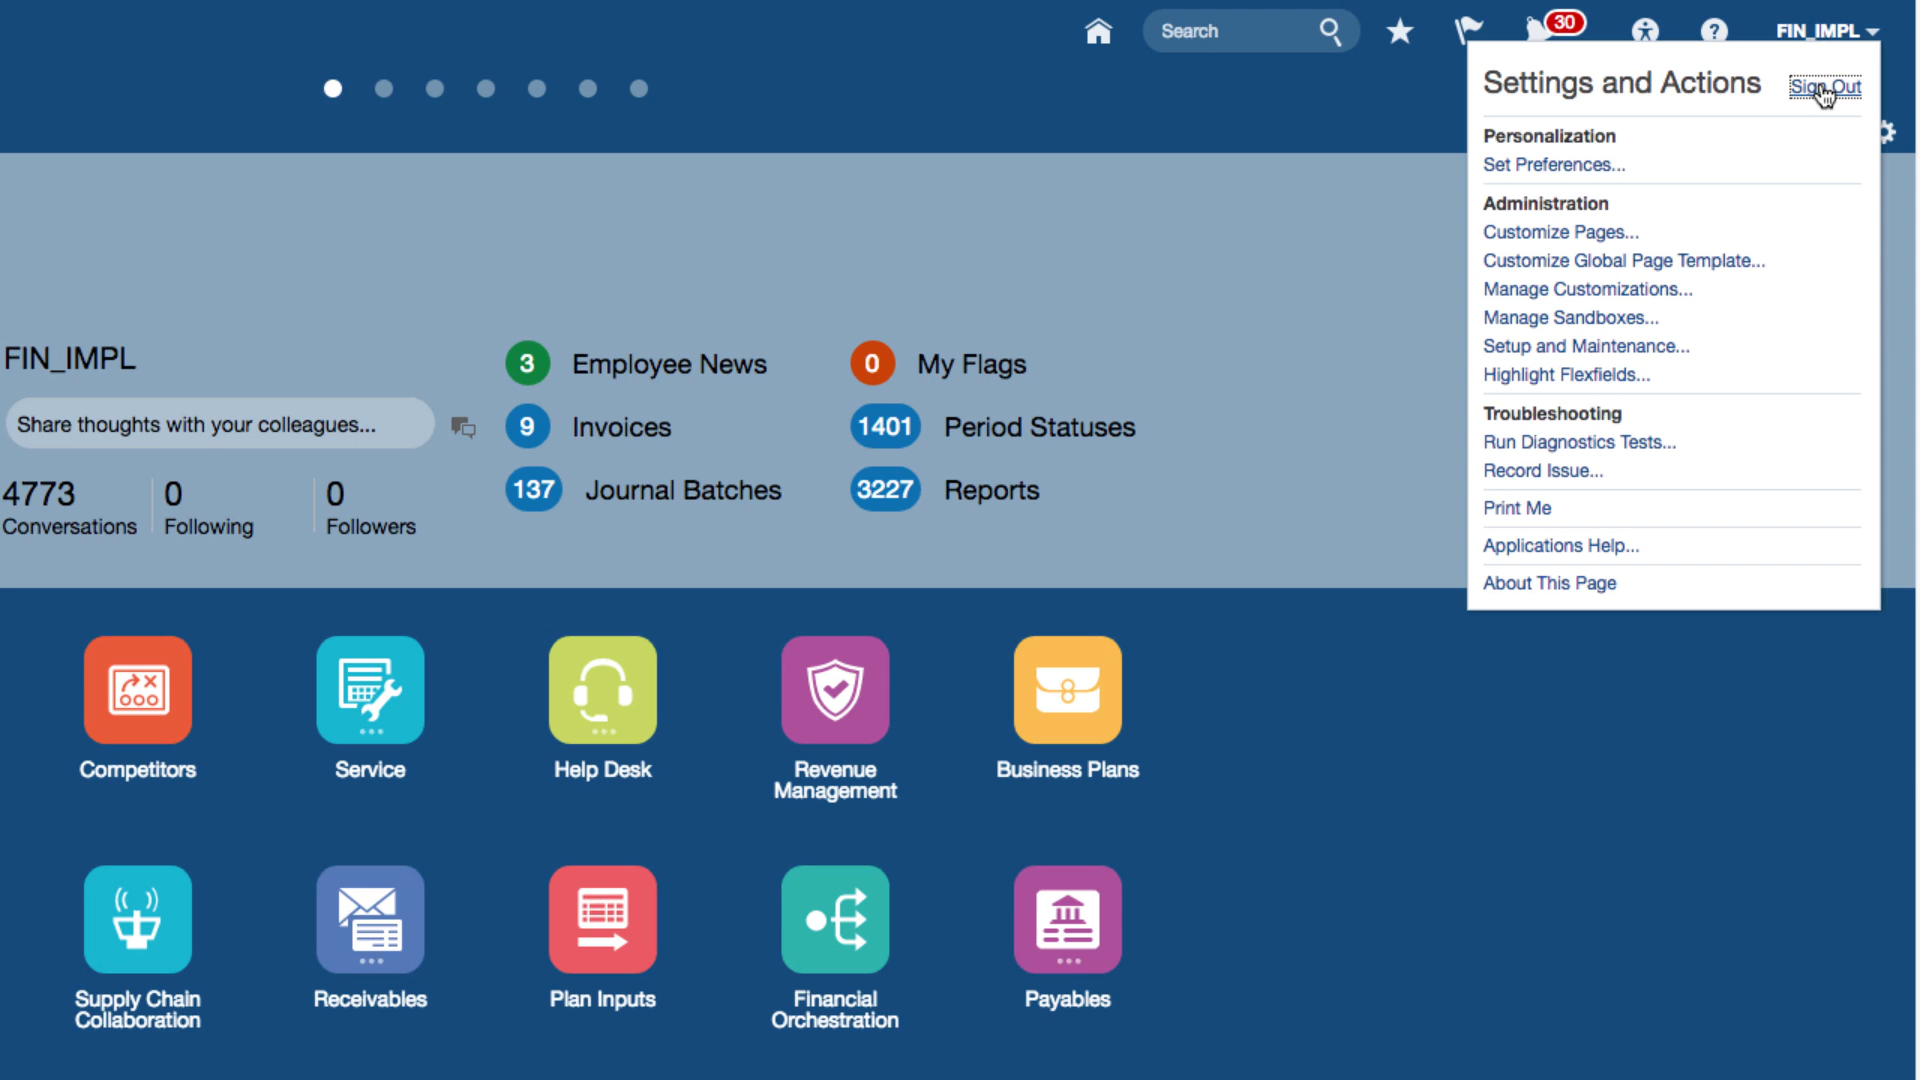 Search
30
?
FIN_IMPL
Settings and Actions
Sign Out
Personalization
Set Preferences...
Administration
Customize Pages...
Customize Global Page Template...
Manage Customizations...
Manage Sandboxes...
Setup and Maintenance...
Highlight Flexfields...
Troubleshooting
Run Diagnostics Tests...
Record Issue...
Print Me
Applications Help...
About This Page
FIN_IMPL
Share thoughts with your colleagues...
4773
Conversations
0
Following
0
Followers
3 Employee News
0 My Flags
9 Invoices
1401 Period Statuses
137 Journal Batches
3227 Reports
Competitors
Service
Help Desk
Revenue
Management
Business Plans
Supply Chain
Collaboration
Receivables
Plan Inputs
Financial
Orchestration
Payables